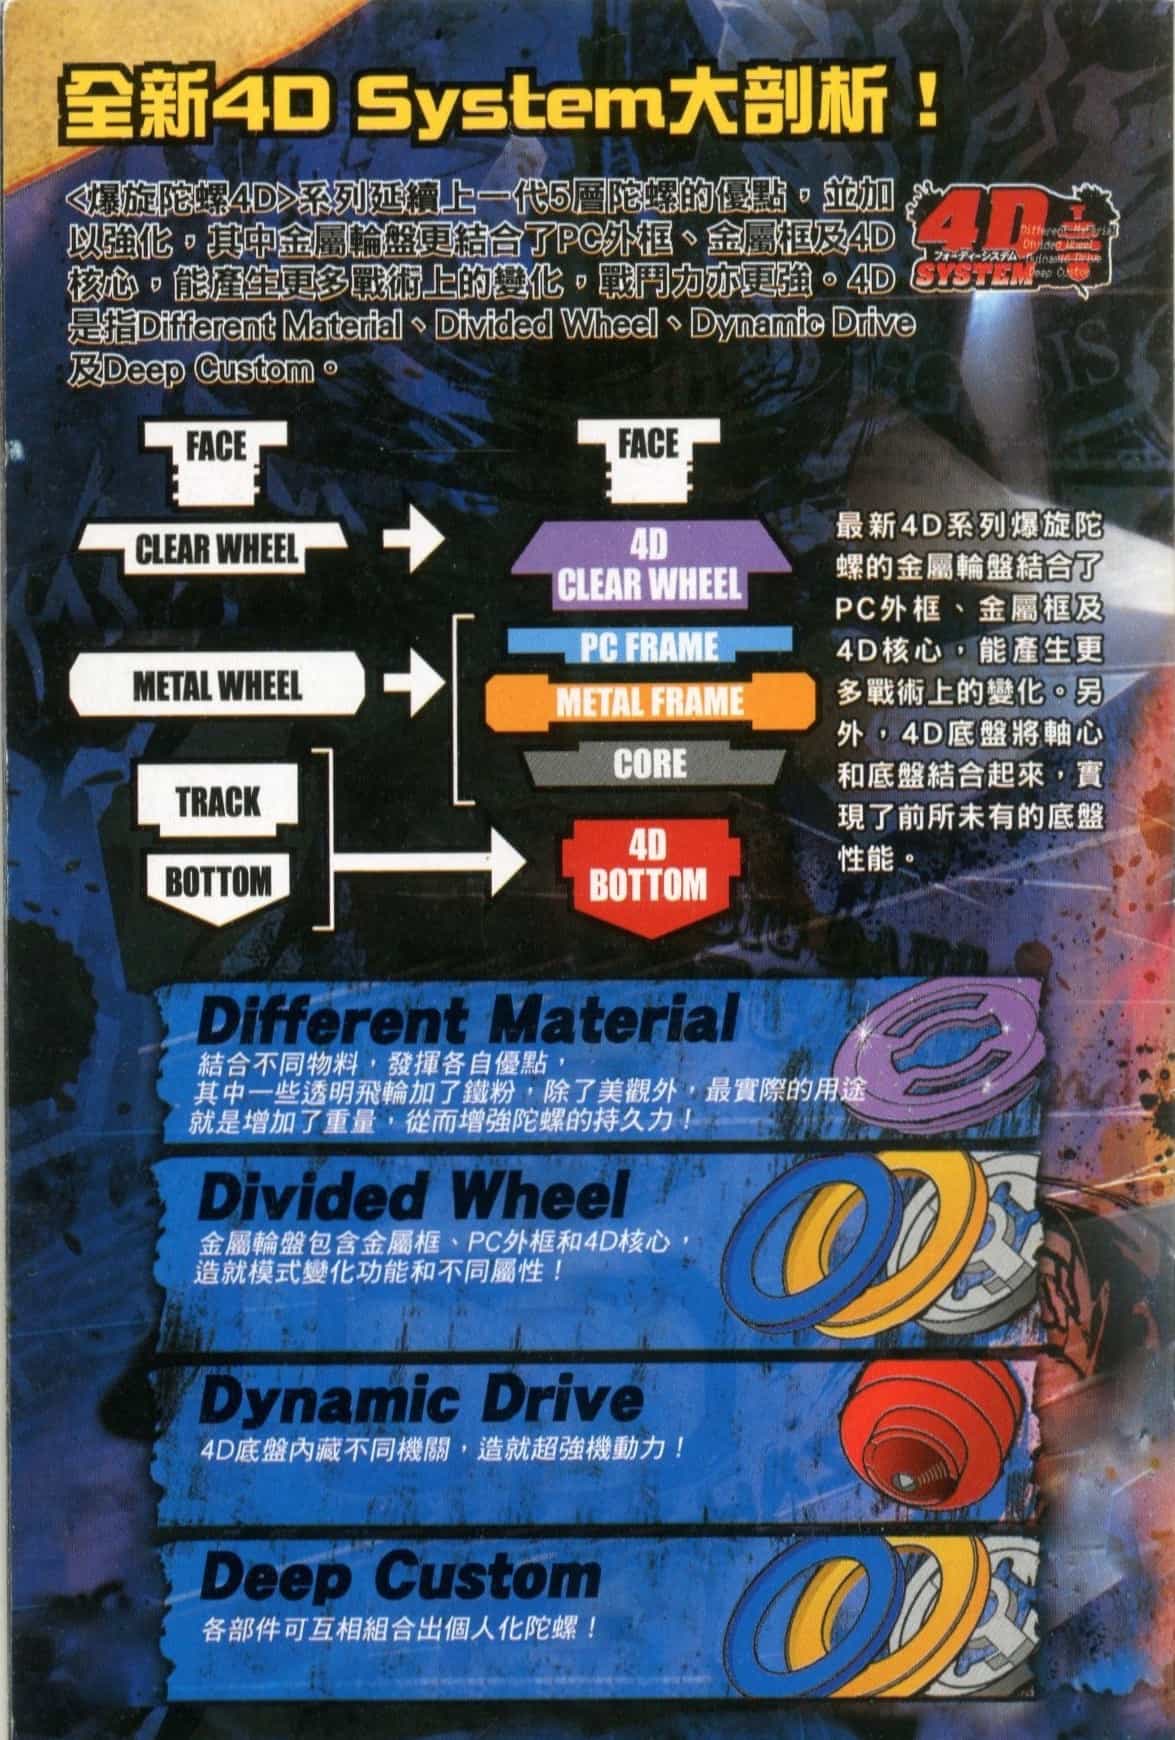 全新4D System大剖析！
<爆旋陀螺4D>系列延續上一代5層陀螺的優點，並加
以強化，其中金屬輪盤更結合了PC外框、金屬框及4D
核心，能產生更多戰術上的變化，戰鬥力亦更強。4D
是指Different Material、Divided Wheel、Dynamic Drive
及Deep Custom。
4D
フォーディーシステム
SYSTEM
Different Material
Divided Wheel
Dynamic Drive
Deep Custom
FACE
CLEAR WHEEL
METAL WHEEL
TRACK
BOTTOM
FACE
4D
CLEAR WHEEL
PC FRAME
METAL FRAME
CORE
4D
BOTTOM
最新4D系列爆旋陀
螺的金屬輪盤結合了
PC外框、金屬框及
4D核心，能產生更
多戰術上的變化。另
外，4D底盤將軸心
和底盤結合起來，實
現了前所未有的底盤
性能。
Different Material
結合不同物料，發揮各自優點，
其中一些透明飛輪加了鐵粉，除了美觀外，最實際的用途
就是增加了重量，從而增強陀螺的持久力！
Divided Wheel
金屬輪盤包含金屬框、PC外框和4D核心，
造就模式變化功能和不同屬性！
Dynamic Drive
4D底盤內藏不同機關，造就超強機動力！
Deep Custom
各部件可互相組合出個人化陀螺！